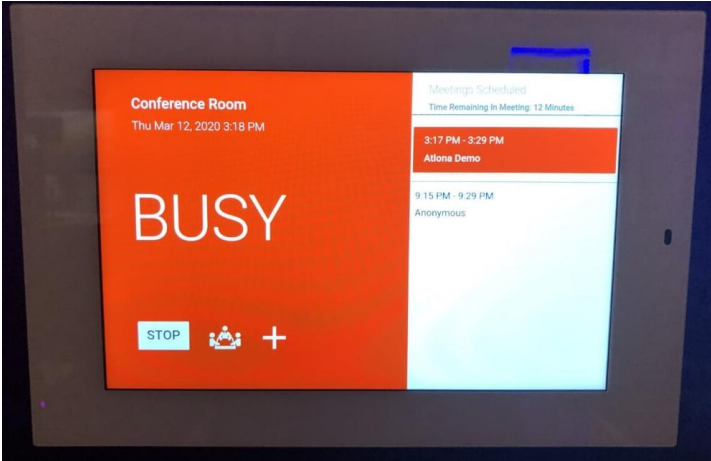 Conference Room
Thu Mar 12, 2020 3:18 PM
BUSY
STOP
Meetings Scheduled
Time Remaining In Meeting: 12 Minutes
3:17 PM - 3:29 PM
Atlona Demo
9:15 PM - 9:29 PM
Anonymous